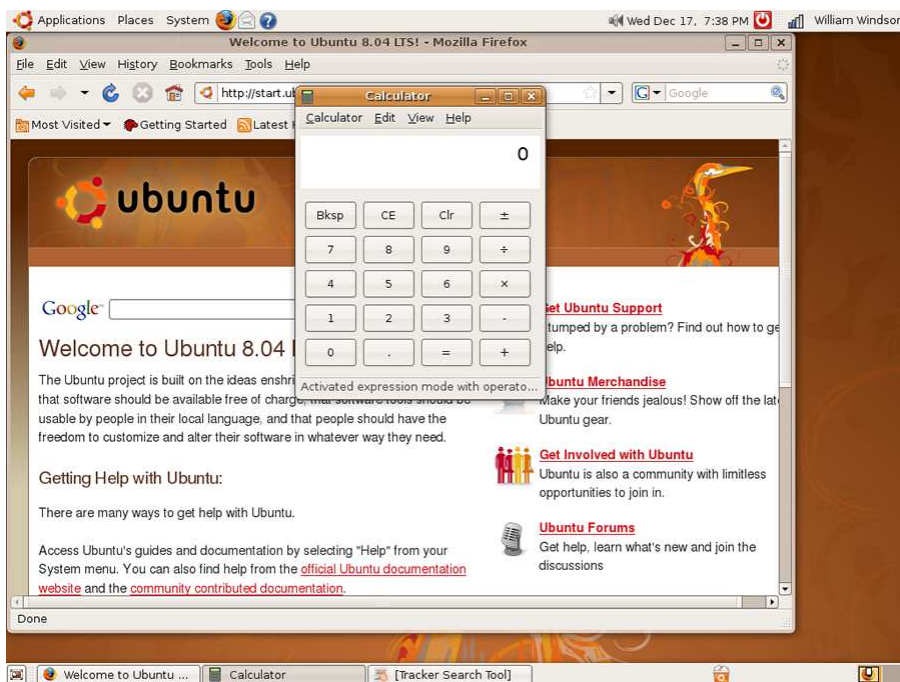 Applications Places System
Wed Dec 17, 7:38 PM
William Windsor
Welcome to Ubuntu 8.04 LTS! - Mozilla Firefox
File Edit View History Bookmarks Tools Help
http://start.ub
G Google
Most Visited Getting Started Latest
ubuntu
Google
Welcome to Ubuntu 8.04
The Ubuntu project is built on the ideas enshri
that software should be available free of charge, that software tools should be
usable by people in their local language, and that people should have the
freedom to customize and alter their software in whatever way they need.
Getting Help with Ubuntu:
There are many ways to get help with Ubuntu.
Access Ubuntu's guides and documentation by selecting "Help" from your
System menu. You can also find help from the official Ubuntu documentation
website and the community contributed documentation.
Get Ubuntu Support
tumped by a problem? Find out how to ge
elp.
Ubuntu Merchandise
Make your friends jealous! Show off the lat
Ubuntu gear.
Get Involved with Ubuntu
Ubuntu is also a community with limitless
opportunities to join in.
Ubuntu Forums
Get help, learn what's new and join the
discussions
Done
Calculator
Calculator Edit View Help
0
Bksp CE Clr ±
7 8 9 ÷
4 5 6 ×
1 2 3 -
0 . = +
Activated expression mode with operato...
Welcome to Ubuntu ...
Calculator
[Tracker Search Tool]